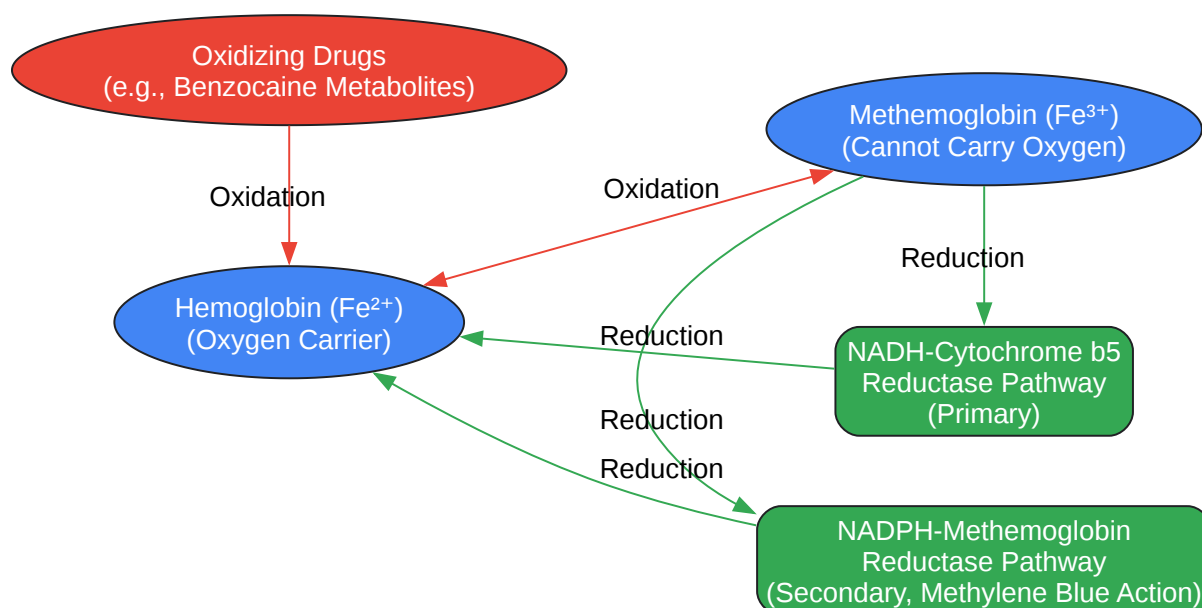 Oxidizing Drugs
(e.g., Benzocaine Metabolites)
Methemoglobin (Fe³⁺)
(Cannot Carry Oxygen)
Oxidation
Oxidation
Reduction
Hemoglobin (Fe²⁺)
(Oxygen Carrier)
Reduction
NADH-Cytochrome b5
Reductase Pathway
(Primary)
Reduction
Reduction
NADPH-Methemoglobin
Reductase Pathway
(Secondary, Methylene Blue Action)